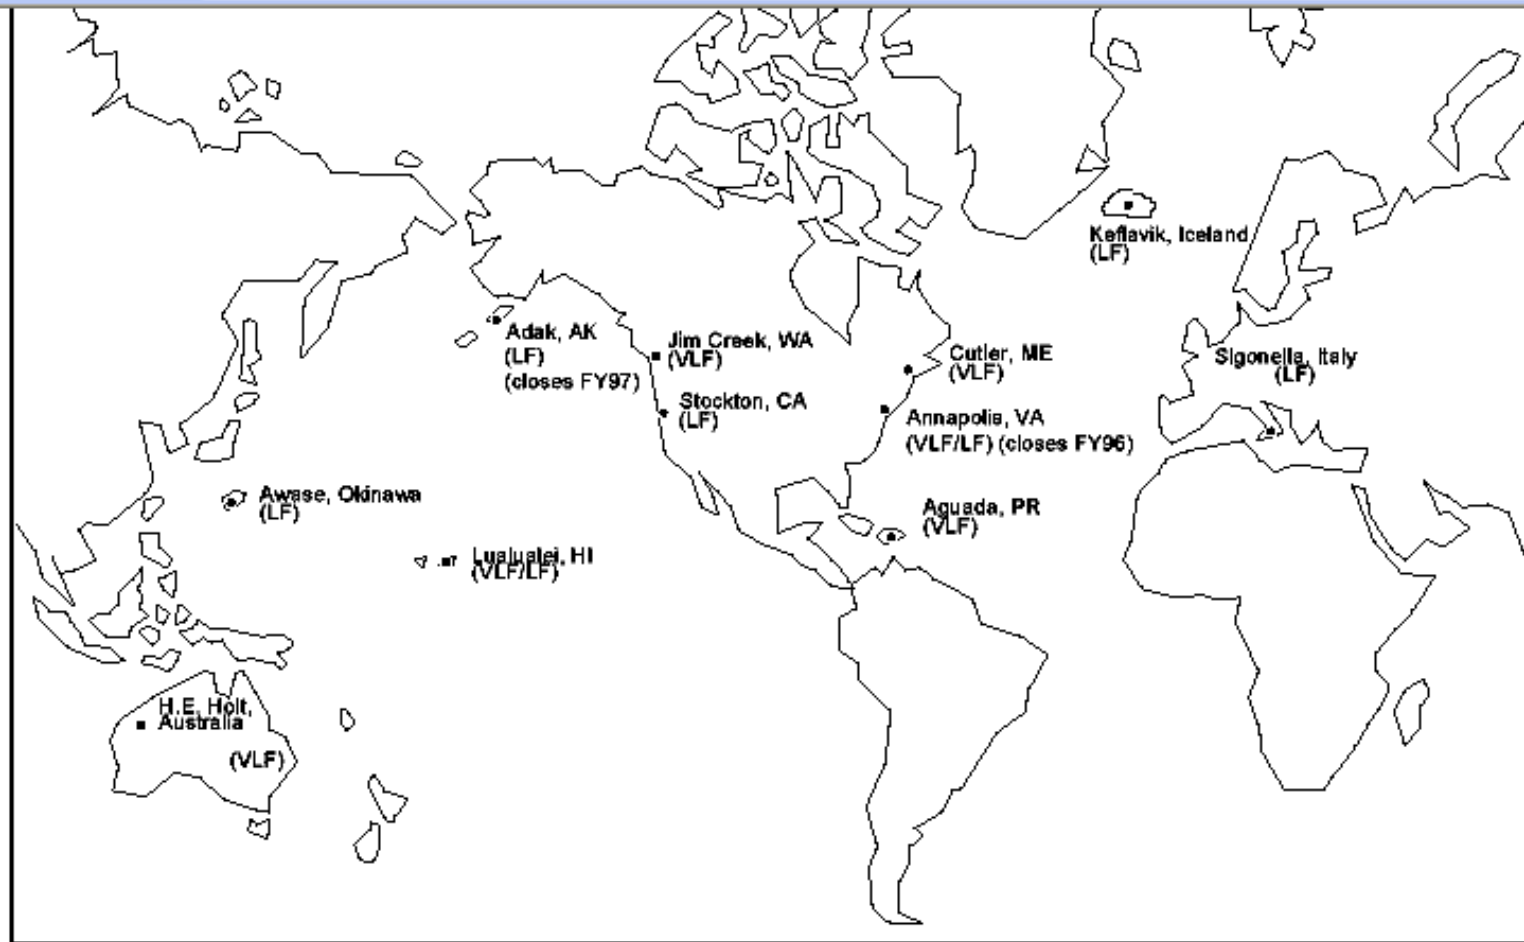 Keflavik, Iceland
(LF)
Adak, AK
(LF)
(closes FY97)
Jim Creek, WA
(VLF)
Cutler, ME
(VLF)
Sigonella, Italy
(LF)
Stockton, CA
(LF)
Annapolis, VA
(VLF/LF) (closes FY96)
Awase, Okinawa
(LF)
Aguada, PR
(VLF)
Lualualei, HI
(VLF/LF)
H.E. Holt,
Australia
(VLF)